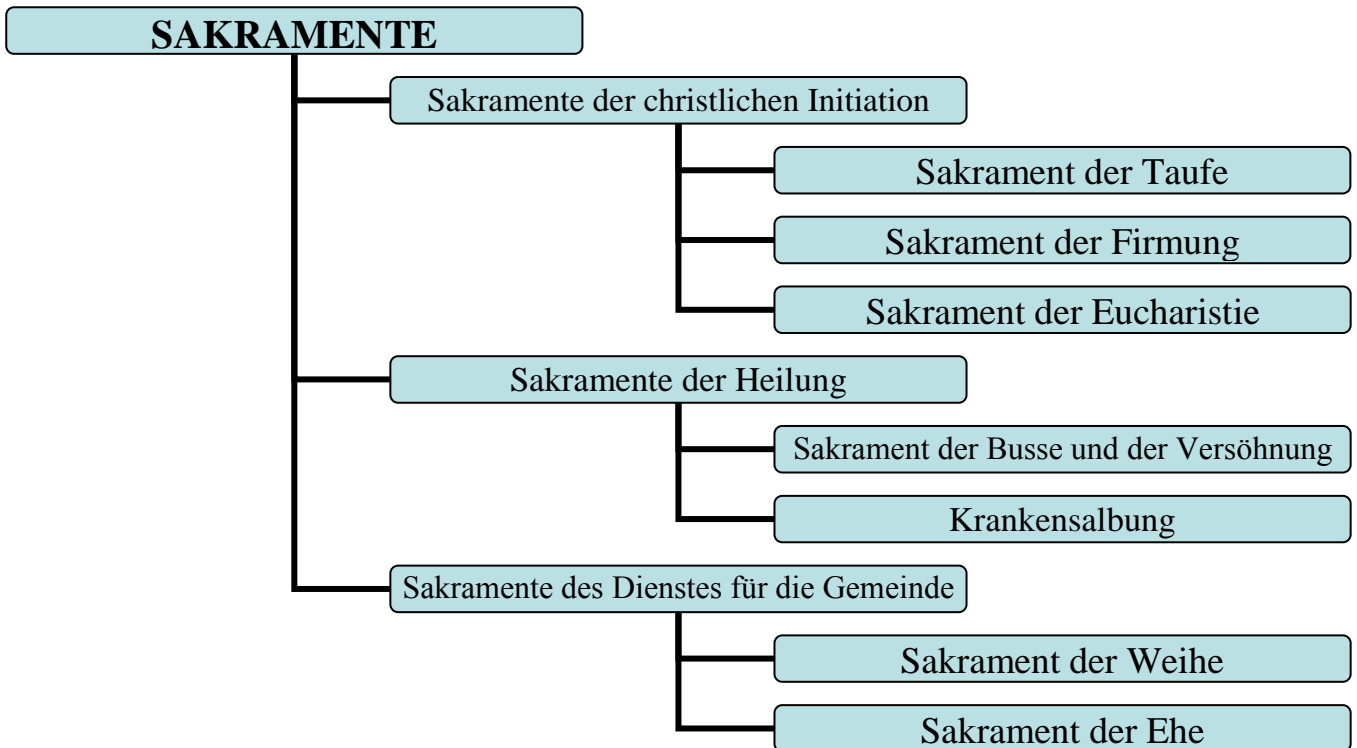 SAKRAMENTE
Sakramente der christlichen Initiation
Sakrament der Taufe
Sakrament der Firmung
Sakrament der Eucharistie
Sakramente der Heilung
Sakrament der Busse und der Versöhnung
Krankensalbung
Sakramente des Dienstes für die Gemeinde
Sakrament der Weihe
Sakrament der Ehe